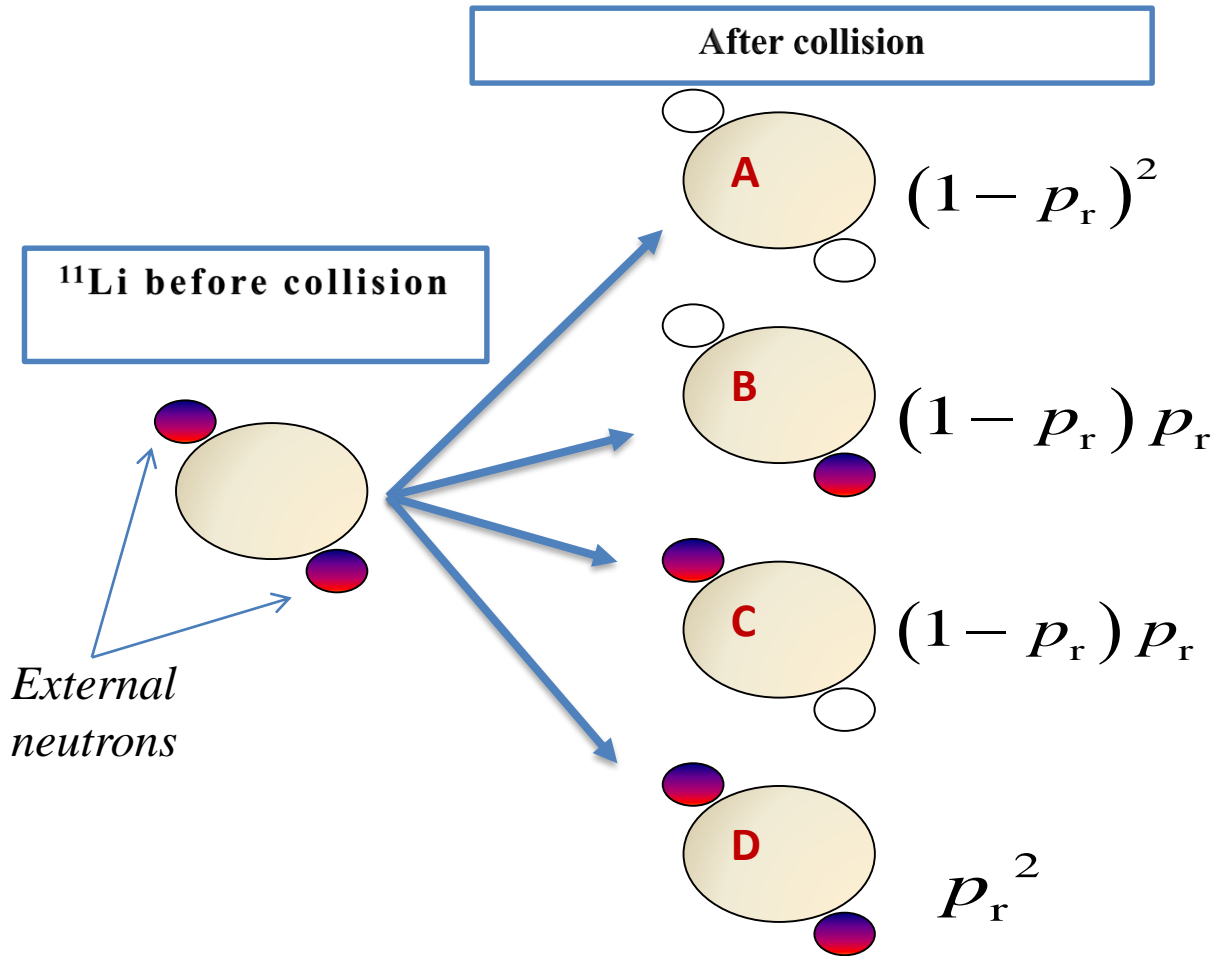 After collision
A
(1 − pᵣ)²
¹¹Li before collision
B
(1 − pᵣ) pᵣ
C
(1 − pᵣ) pᵣ
External
neutrons
D
pᵣ²